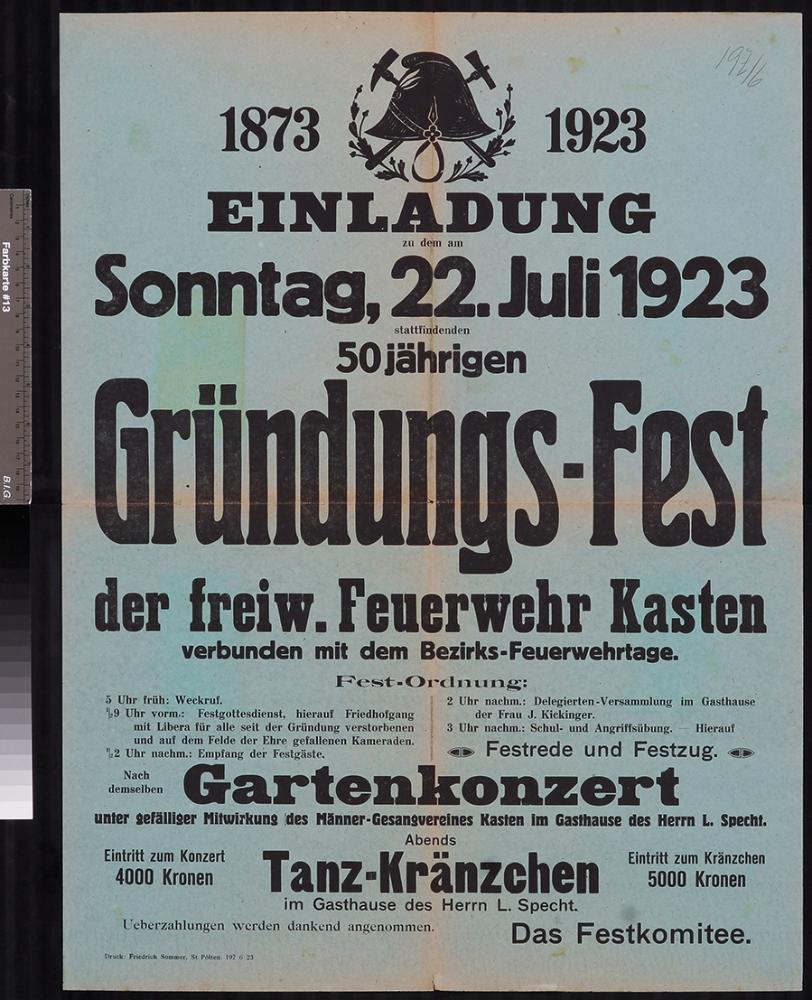 197/6
1873 1923
EINLADUNG
zu dem am
Sonntag, 22. Juli 1923
stattfindenden
50 jährigen
Gründungs-Fest
der freiw. Feuerwehr Kasten
verbunden mit dem Bezirks-Feuerwehrtage.
Fest-Ordnung:
5 Uhr früh: Weckruf.
½9 Uhr vorm.: Festgottesdienst, hierauf Friedhofgang
mit Libera für alle seit der Gründung verstorbenen
und auf dem Felde der Ehre gefallenen Kameraden.
½2 Uhr nachm.: Empfang der Festgäste.
2 Uhr nachm.: Delegierten-Versammlung im Gasthause
der Frau J. Kickinger.
3 Uhr nachm.: Schul- und Angriffsübung. — Hierauf
Festrede und Festzug.
Nach
demselben
Gartenkonzert
unter gefälliger Mitwirkung des Männer-Gesangvereines Kasten im Gasthause des Herrn L. Specht.
Abends
Eintritt zum Konzert
4000 Kronen
Tanz-Kränzchen
Eintritt zum Kränzchen
5000 Kronen
im Gasthause des Herrn L. Specht.
Ueberzahlungen werden dankend angenommen.
Das Festkomitee.
Druck: Friedrich Sommer, St. Pölten. 197 6 23
Farbkarte #13
B.I.G.